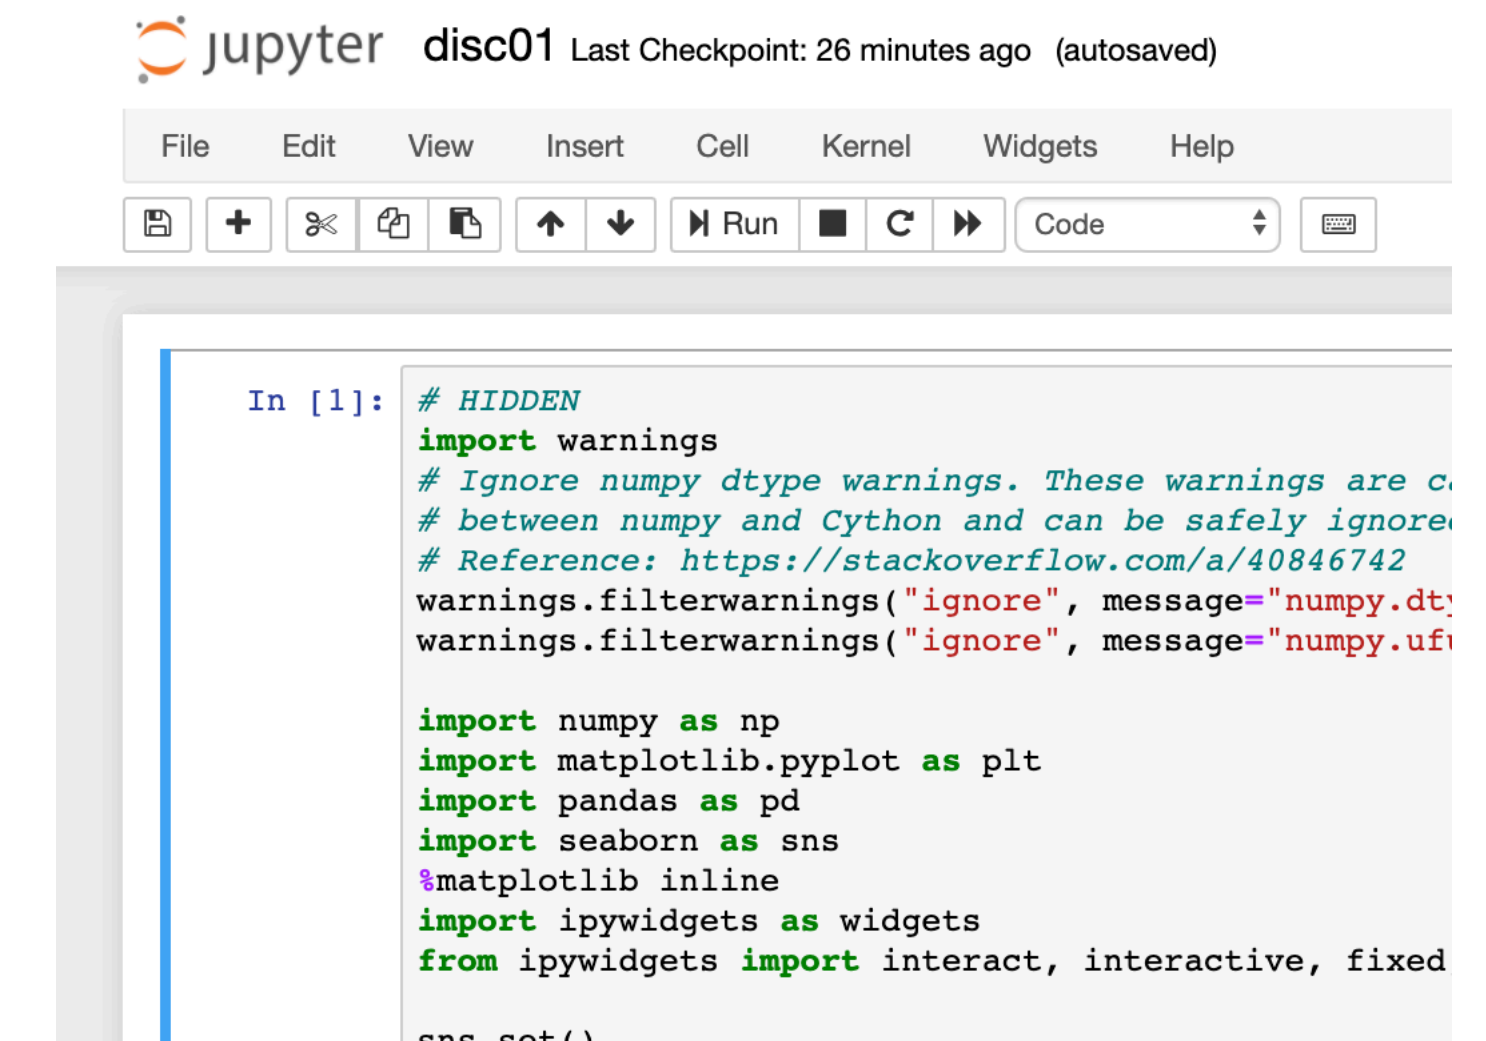 jupyter disc01 Last Checkpoint: 26 minutes ago (autosaved)
File Edit View Insert Cell Kernel Widgets Help
Run Code
In [1]: # HIDDEN
import warnings
# Ignore numpy dtype warnings. These warnings are
# between numpy and Cython and can be safely
# Reference: https://stackoverflow.com/a/40846742
warnings.filterwarnings("ignore", message="numpy.
warnings.filterwarnings("ignore", message="numpy.
import numpy as np
import matplotlib.pyplot as plt
import pandas as pd
import seaborn as sns
%matplotlib inline
import ipywidgets as widgets
from ipywidgets import interact, interactive, fixed